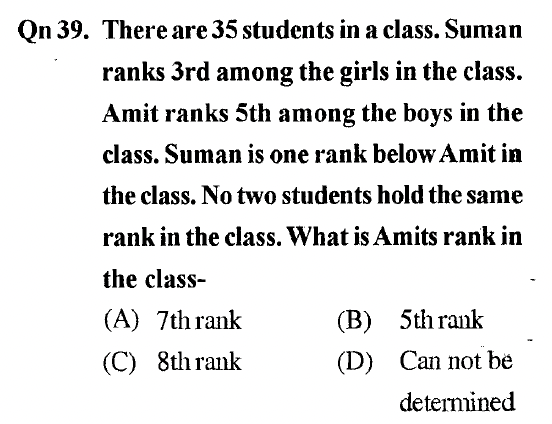 Qn 39. There are 35 students in a class. Suman
ranks 3rd among the girls in the class.
Amit ranks 5th among the boys in the
class. Suman is one rank below Amit in
the class. No two students hold the same
rank in the class. What is Amits rank in
the class-
(A) 7th rank (B) 5th rank
(C) 8th rank (D) Can not be
determined